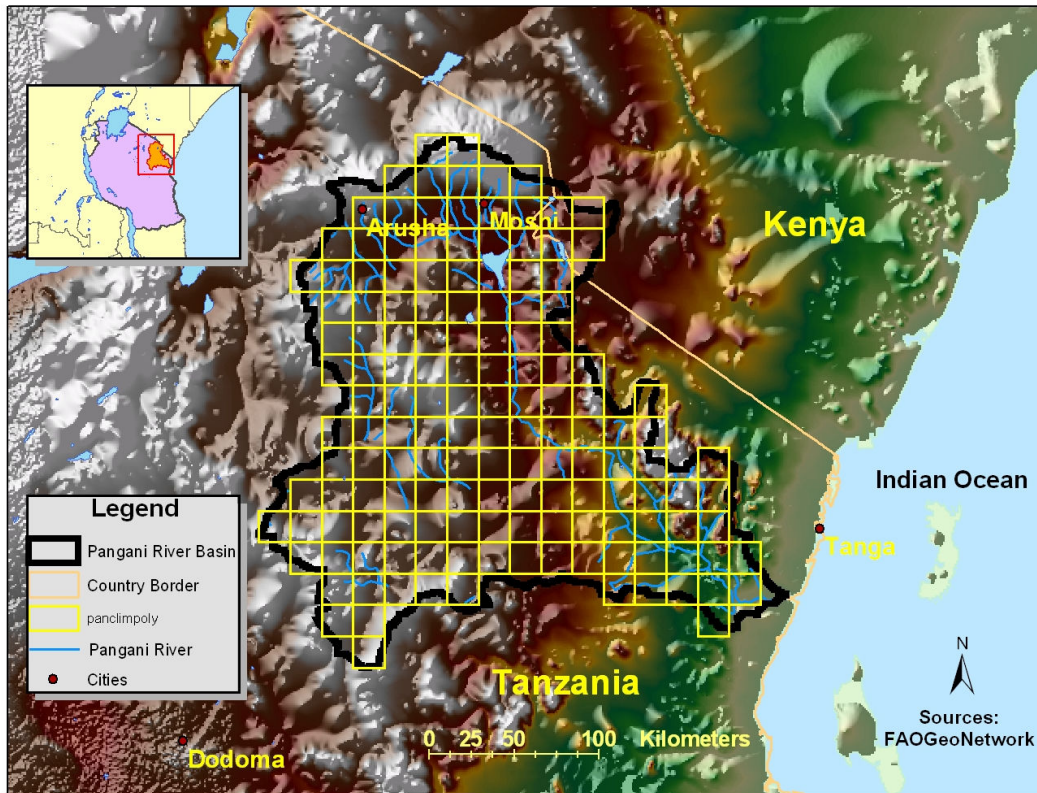 Arusha
Moshi
Kenya
Legend
Pangani River Basin
Country Border
panclimpoly
Pangani River
Cities
Indian Ocean
Tanga
Tanzania
Dodoma
0 25 50 100 Kilometers
N
Sources:
FAOGeoNetwork